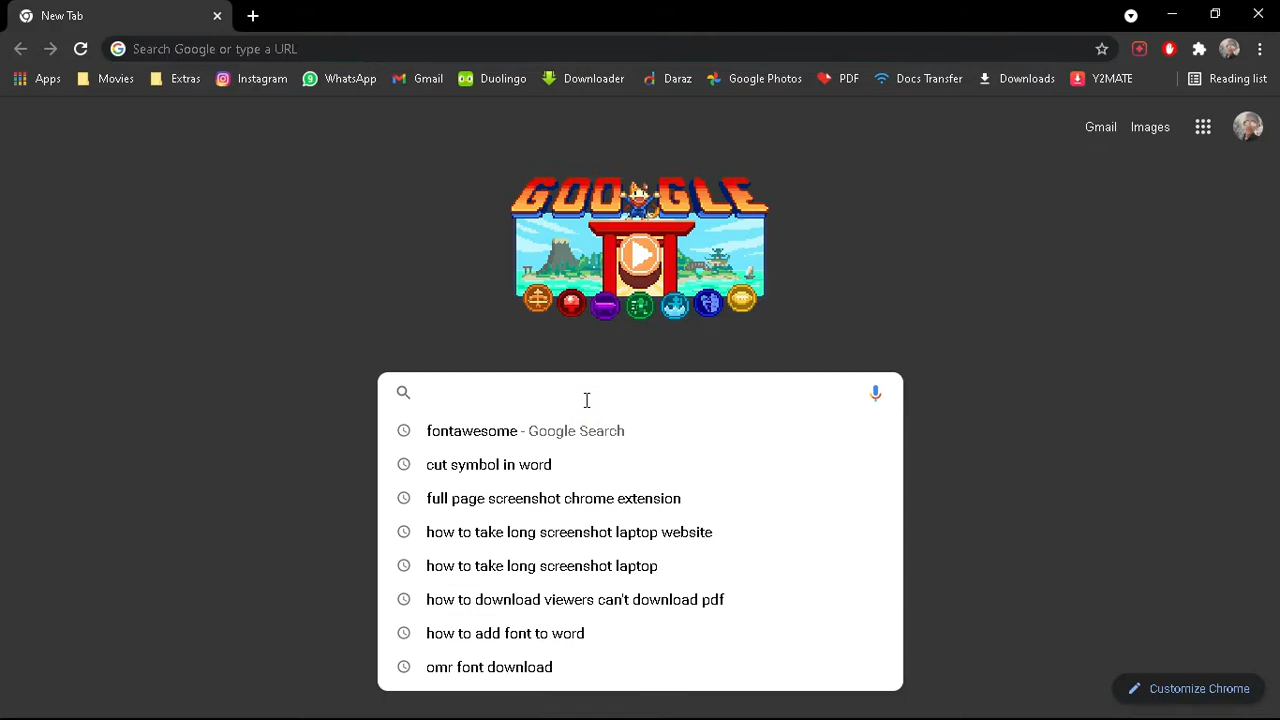 New Tab
Search Google or type a URL
Apps Movies Extras Instagram WhatsApp Gmail Duolingo Downloader Daraz Google Photos PDF Docs Transfer Downloads Y2MATE Reading list
Gmail Images
GOOGLE
fontawesome - Google Search
cut symbol in word
full page screenshot chrome extension
how to take long screenshot laptop website
how to take long screenshot laptop
how to download viewers can't download pdf
how to add font to word
omr font download
Customize Chrome